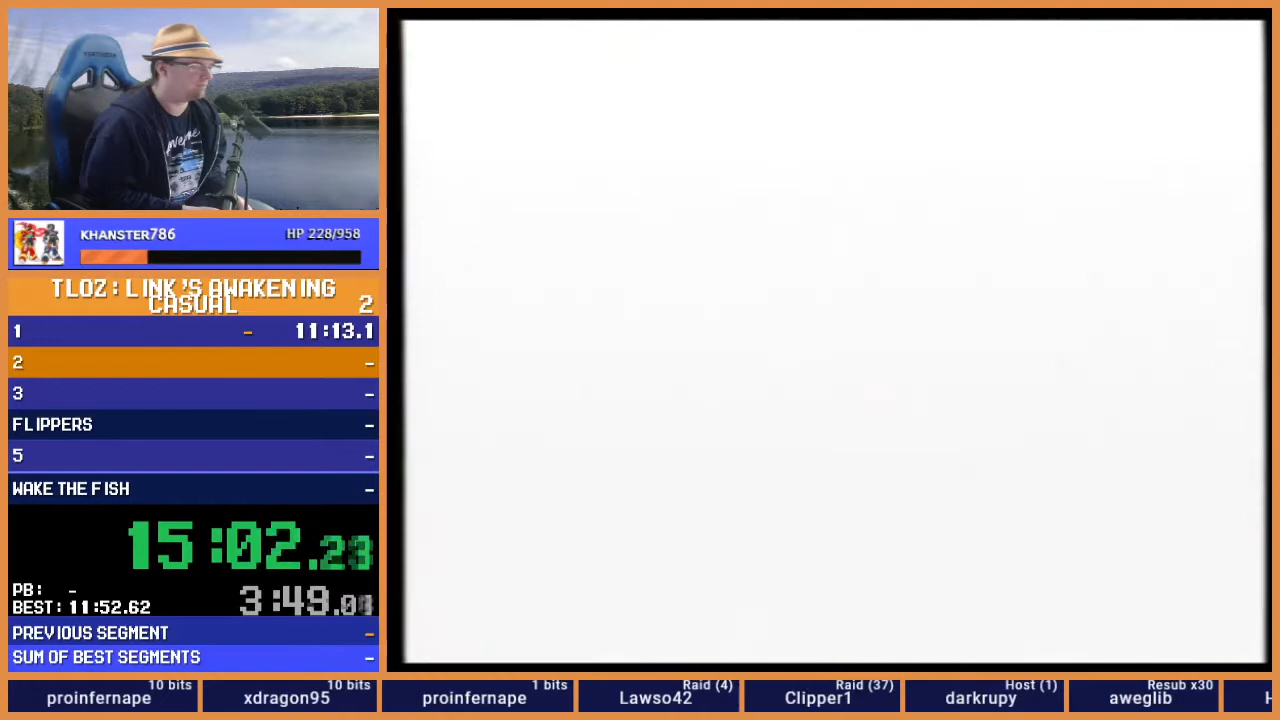 KHANSTER786 HP 228/958
TLOZ: LINK'S AWAKENING
CASUAL 2
1 - 11:13.1
2 -
3 -
FLIPPERS -
5 -
WAKE THE FISH -
15:02.23
PB: -
BEST: 11:52.62 3:49
PREVIOUS SEGMENT -
SUM OF BEST SEGMENTS -
10 bits 10 bits 1 bits Raid (4) Raid (37) Host (1) Resub x30
proinfernape xdragon95 proinfernape Lawso42 Clipper1 darkrupy aweglib